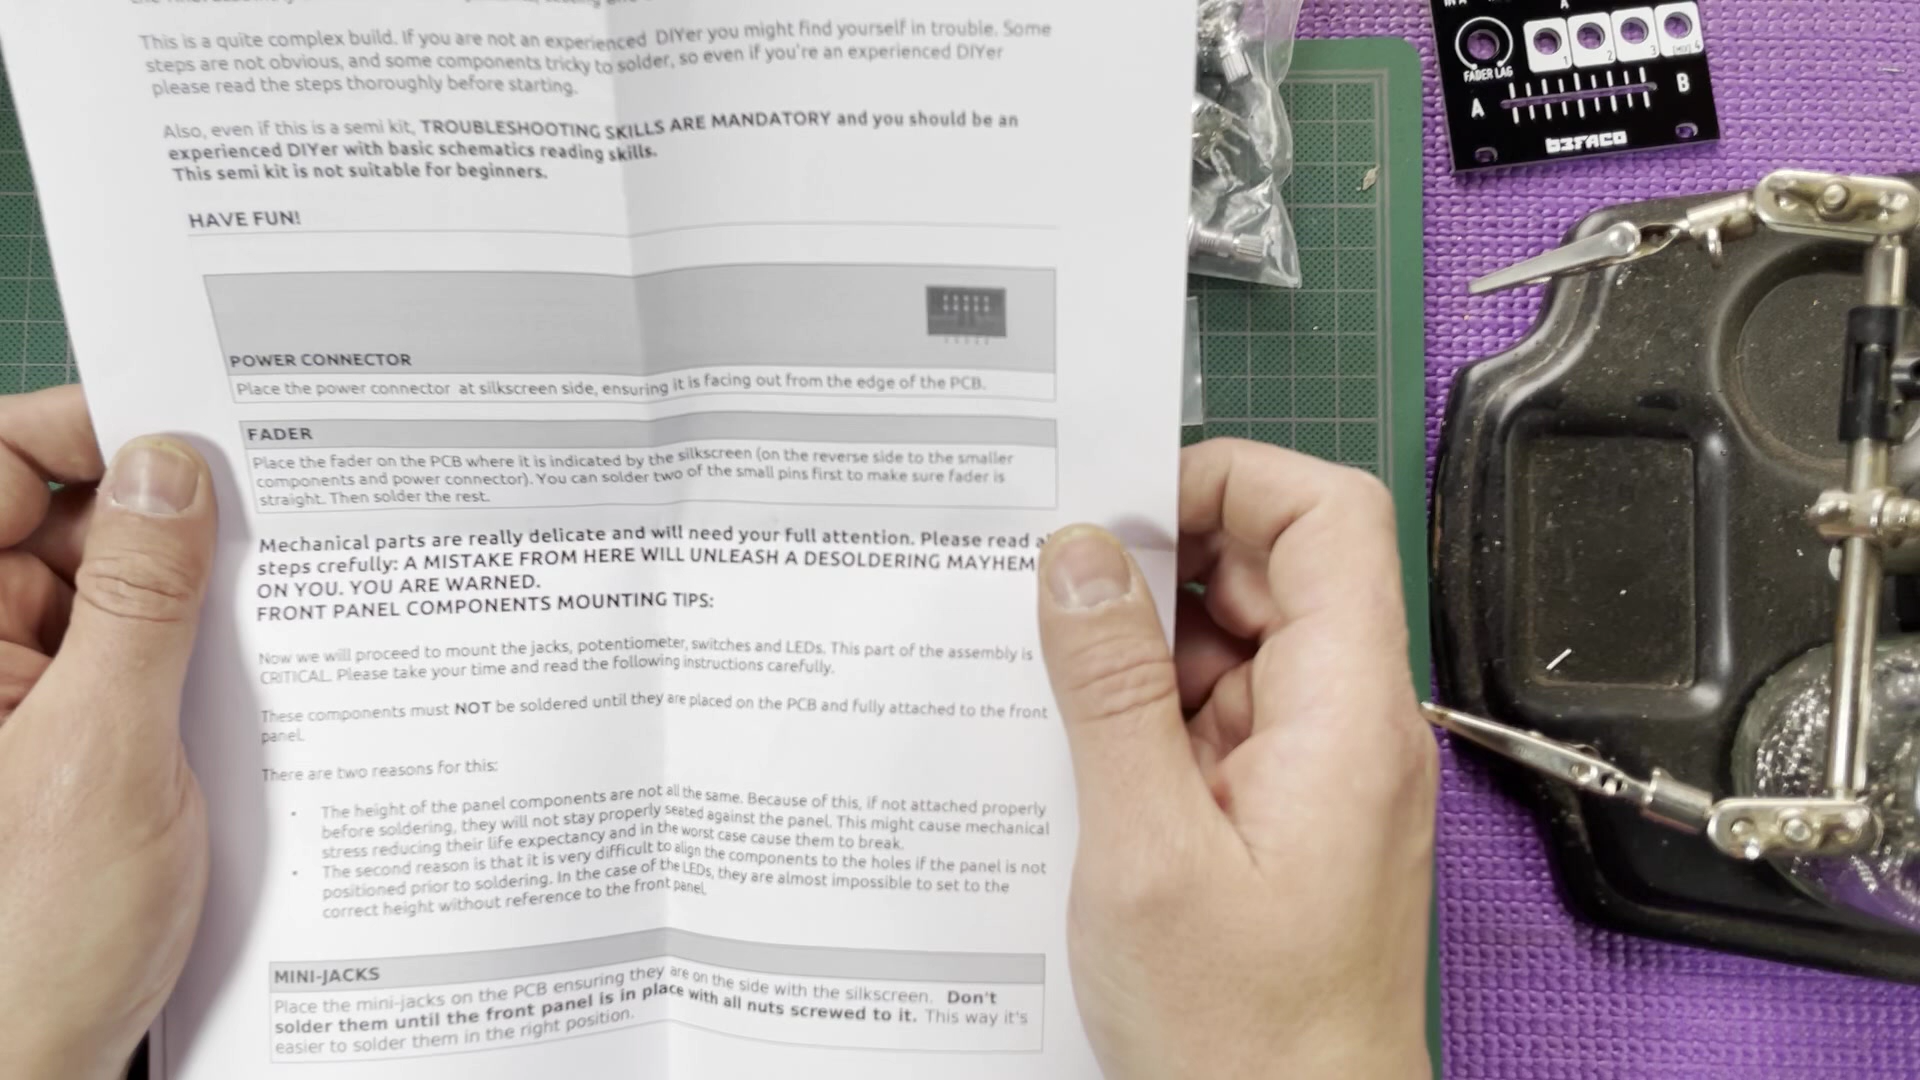 This is a quite complex build. If you are not an experienced DIYer you might find yourself in trouble. Some
steps are not obvious, and some components tricky to solder, so even if you're an experienced DIYer
please read the steps thoroughly before starting.
Also, even if this is a semi kit, TROUBLESHOOTING SKILLS ARE MANDATORY and you should be an
experienced DIYer with basic schematics reading skills.
This semi kit is not suitable for beginners.
HAVE FUN!
POWER CONNECTOR
Place the power connector at silkscreen side, ensuring it is facing out from the edge of the PCB.
FADER
Place the fader on the PCB where it is indicated by the silkscreen (on the reverse side to the smaller
components and power connector). You can solder two of the small pins first to make sure fader is
straight. Then solder the rest.
Mechanical parts are really delicate and will need your full attention. Please read
steps crefully: A MISTAKE FROM HERE WILL UNLEASH A DESOLDERING MAYHEM
ON YOU. YOU ARE WARNED.
FRONT PANEL COMPONENTS MOUNTING TIPS:
Now we will proceed to mount the jacks, potentiometer, switches and LEDs. This part of the assembly is
CRITICAL. Please take your time and read the following instructions carefully.
These components must NOT be soldered until they are placed on the PCB and fully attached to the front
panel.
There are two reasons for this:
• The height of the panel components are not all the same. Because of this, if not attached properly
before soldering, they will not stay properly seated against the panel. This might cause mechanical
stress reducing their life expectancy and in the worst case cause them to break.
• The second reason is that it is very difficult to align the components to the holes if the panel is not
positioned prior to soldering. In the case of the LEDs, they are almost impossible to set to the
correct height without reference to the front panel.
MINI-JACKS
Place the mini-jacks on the PCB ensuring they are on the side with the silkscreen. Don't
solder them until the front panel is in place with all nuts screwed to it. This way it's
easier to solder them in the right position.
IN A
A
1 2 3 4
FADER LAG
A B
BEFACO